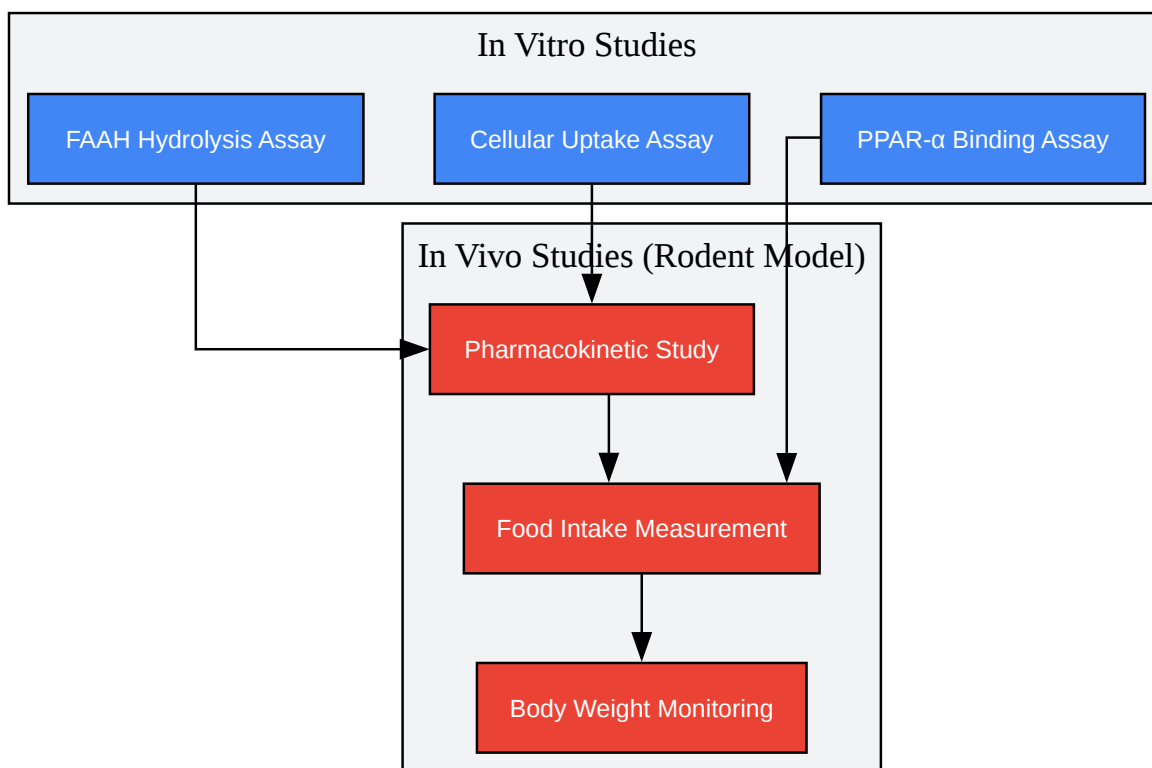 In Vitro Studies
FAAH Hydrolysis Assay
Cellular Uptake Assay
PPAR-α Binding Assay
In Vivo Studies (Rodent Model)
Pharmacokinetic Study
Food Intake Measurement
Body Weight Monitoring